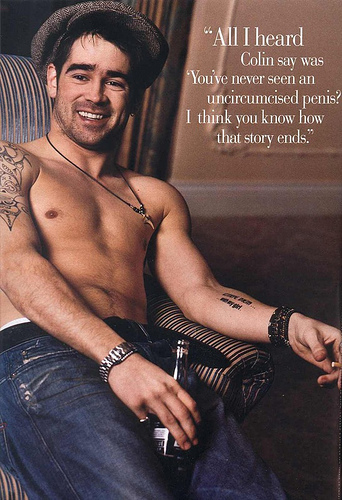 “All I heard
Colin say was
‘You’ve never seen an
uncircumcised penis?
I think you know how
that story ends.”